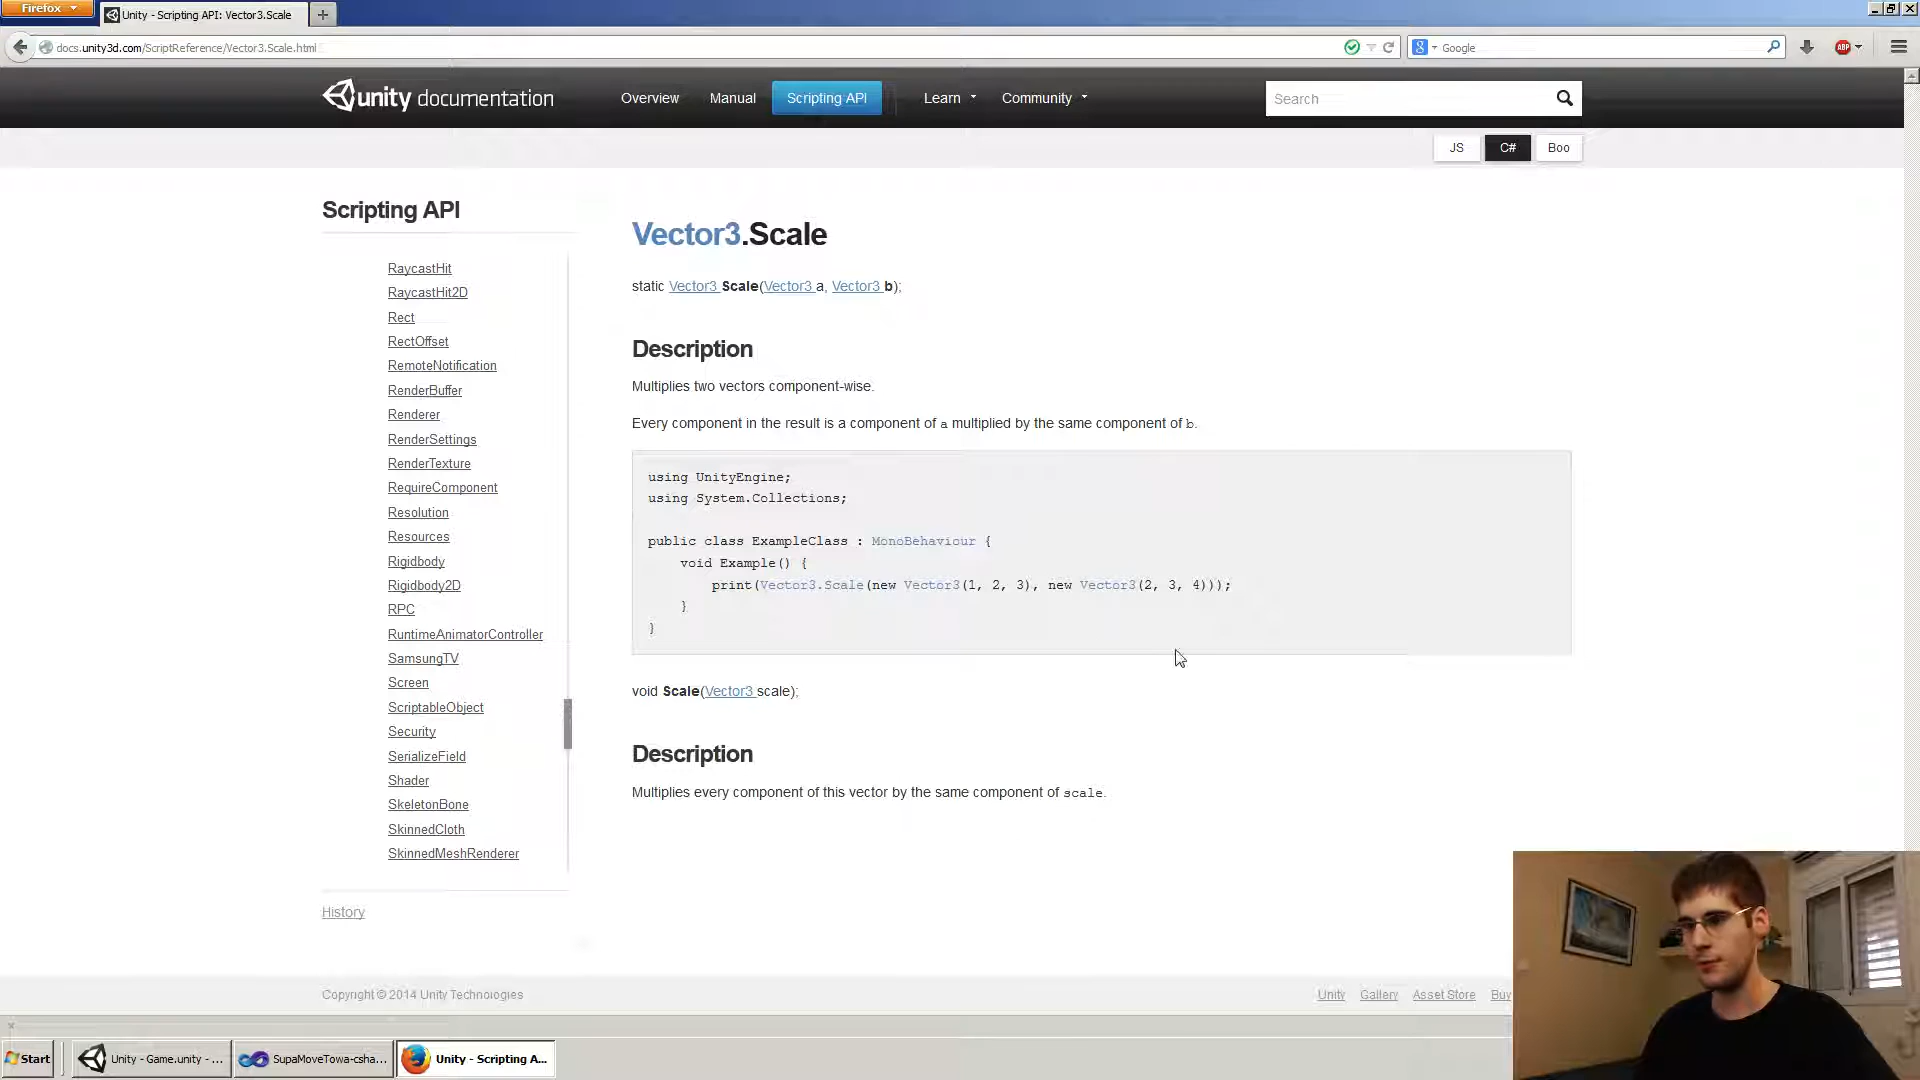 Firefox
Unity - Scripting API: Vector3.Scale
docs.unity3d.com/ScriptReference/Vector3.Scale.html
Google
ABP
unity documentation
Overview
Manual
Scripting API
Learn
Community
Search
JS
C#
Boo
Scripting API
RaycastHit
RaycastHit2D
Rect
RectOffset
RemoteNotification
RenderBuffer
Renderer
RenderSettings
RenderTexture
RequireComponent
Resolution
Resources
Rigidbody
Rigidbody2D
RPC
RuntimeAnimatorController
SamsungTV
Screen
ScriptableObject
Security
SerializeField
Shader
SkeletonBone
SkinnedCloth
SkinnedMeshRenderer
History
Vector3.Scale
static Vector3 Scale(Vector3 a, Vector3 b);
Description
Multiplies two vectors component-wise.
Every component in the result is a component of a multiplied by the same component of b.
using UnityEngine;
using System.Collections;
public class ExampleClass : MonoBehaviour {
void Example() {
print(Vector3.Scale(new Vector3(1, 2, 3), new Vector3(2, 3, 4)));
}
}
void Scale(Vector3 scale);
Description
Multiplies every component of this vector by the same component of scale.
Copyright © 2014 Unity Technologies
Unity
Gallery
Asset Store
Buy
Start
Unity - Game.unity - ...
SupaMoveTowa-csha...
Unity - Scripting A...